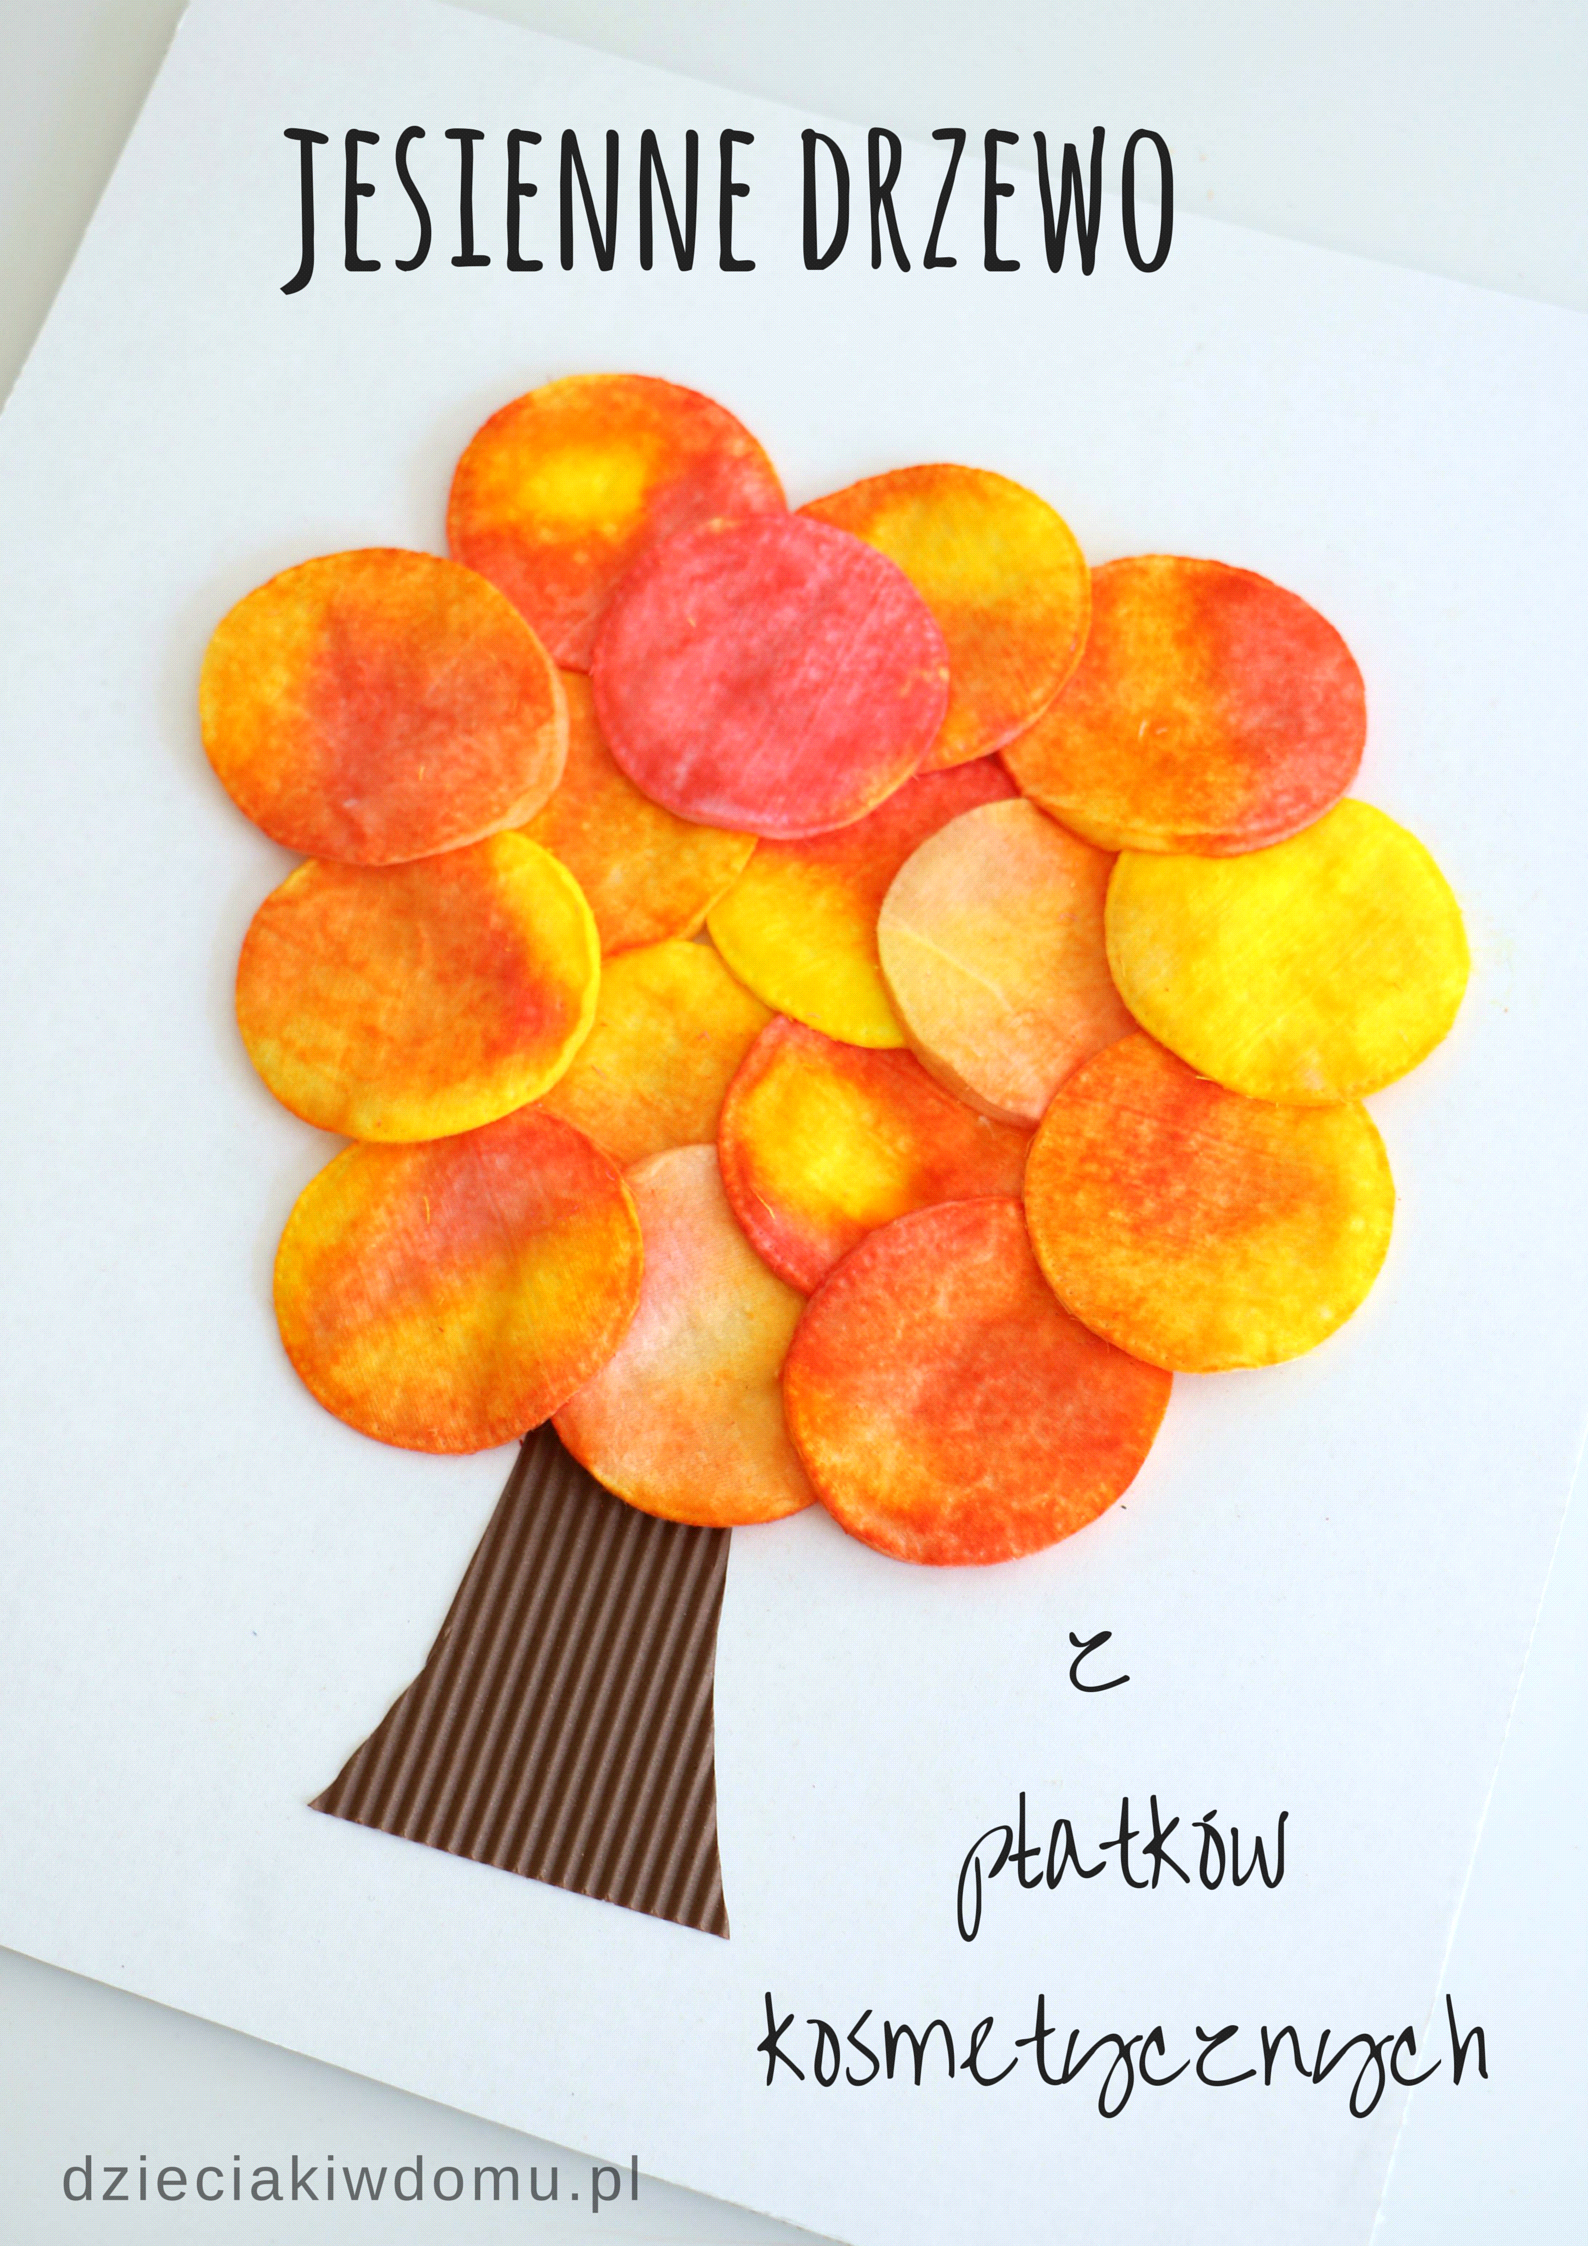 JESIENNE DRZEWO
z
płatków
kosmetycznych
dzieciakiwdomu.pl